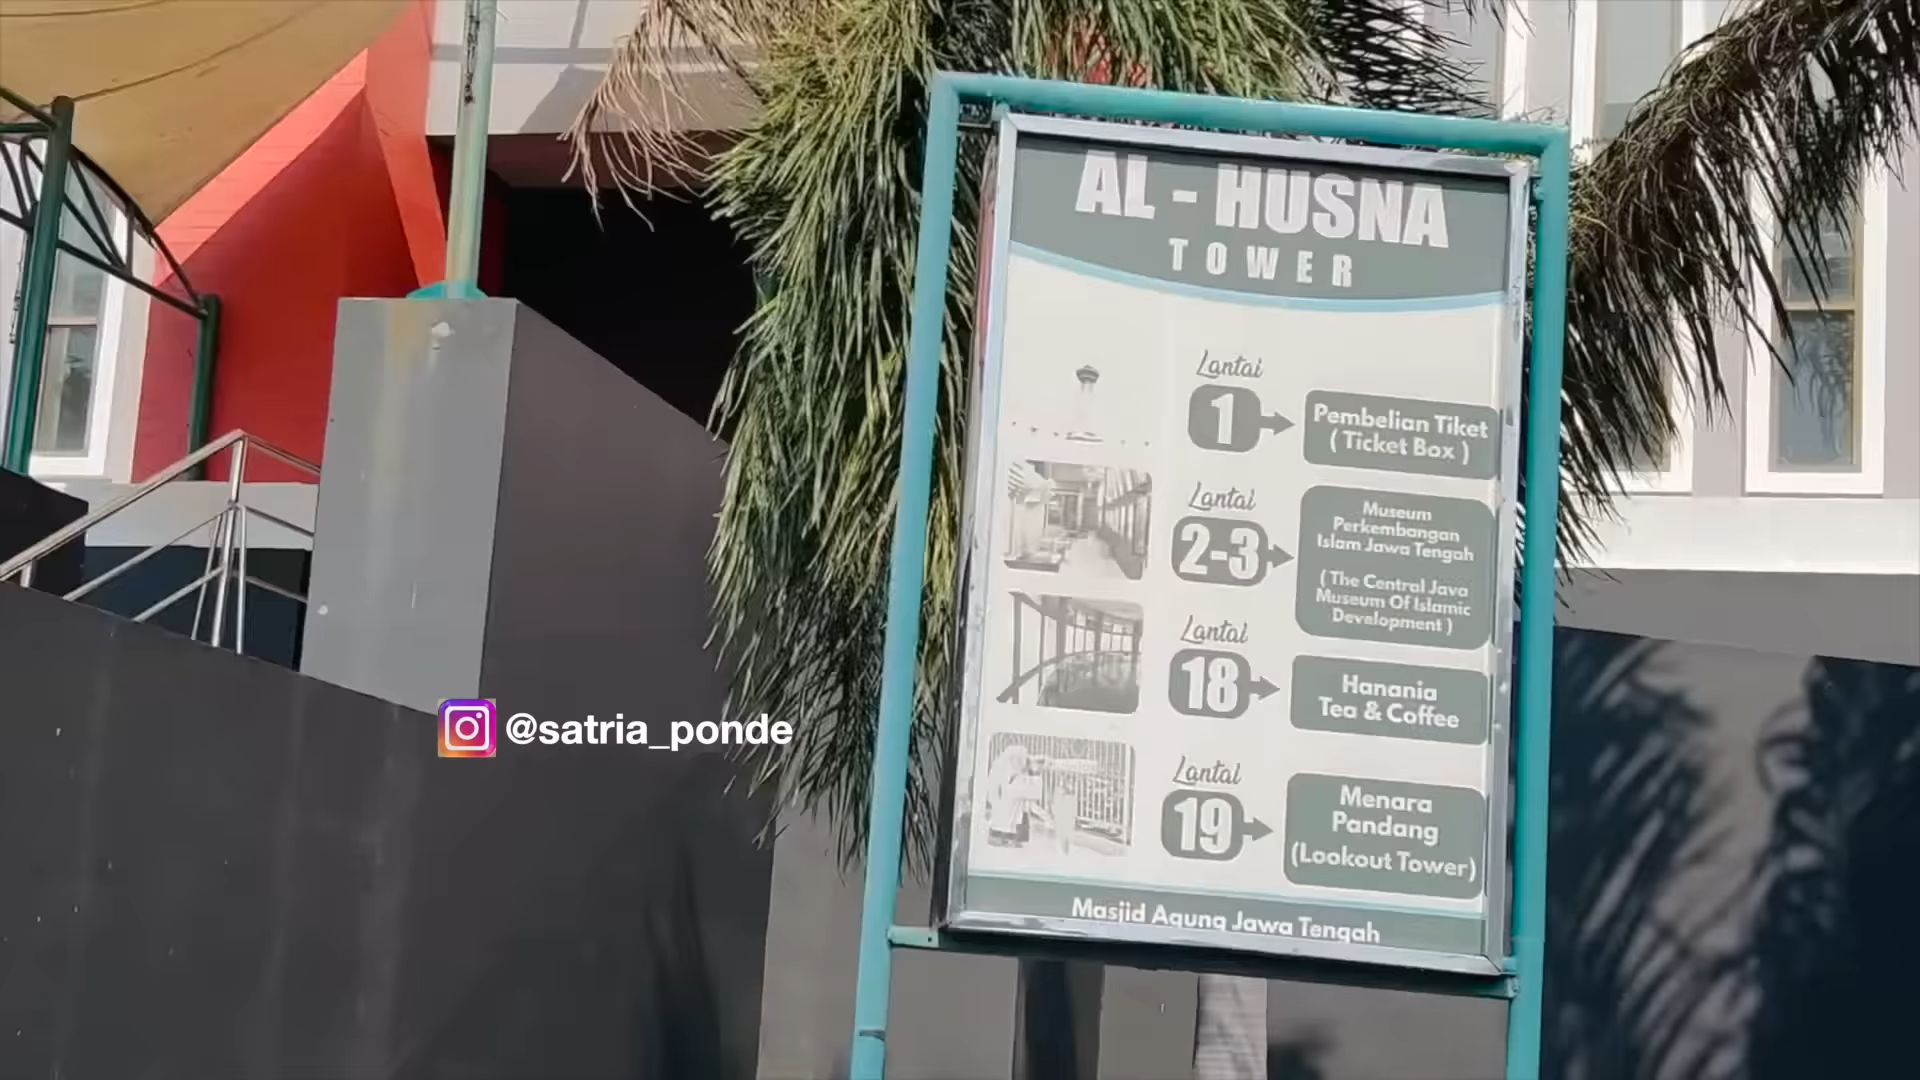 AL - HUSNA
TOWER
Lantai
1
Pembelian Tiket
( Ticket Box )
Lantai
2-3
Museum
Perkembangan
Islam Jawa Tengah
( The Central Java
Museum Of Islamic
Development )
Lantai
18
Hanania
Tea & Coffee
Lantai
19
Menara
Pandang
(Lookout Tower)
Masjid Agung Jawa Tengah
@satria_ponde